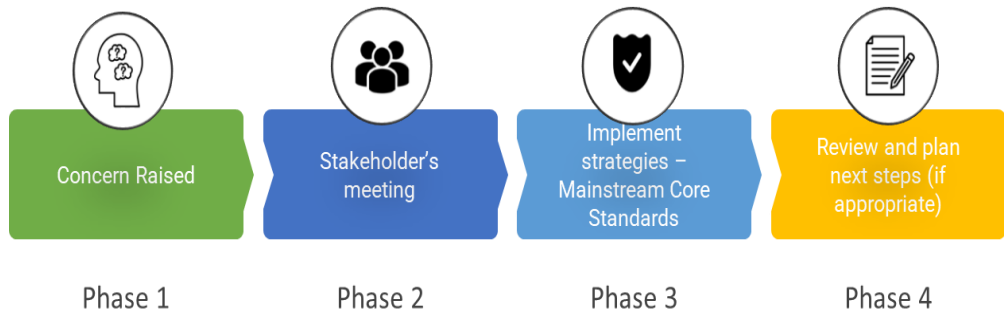 Concern Raised
Stakeholder's
meeting
Implement
strategies –
Mainstream Core
Standards
Review and plan
next steps (if
appropriate)
Phase 1
Phase 2
Phase 3
Phase 4